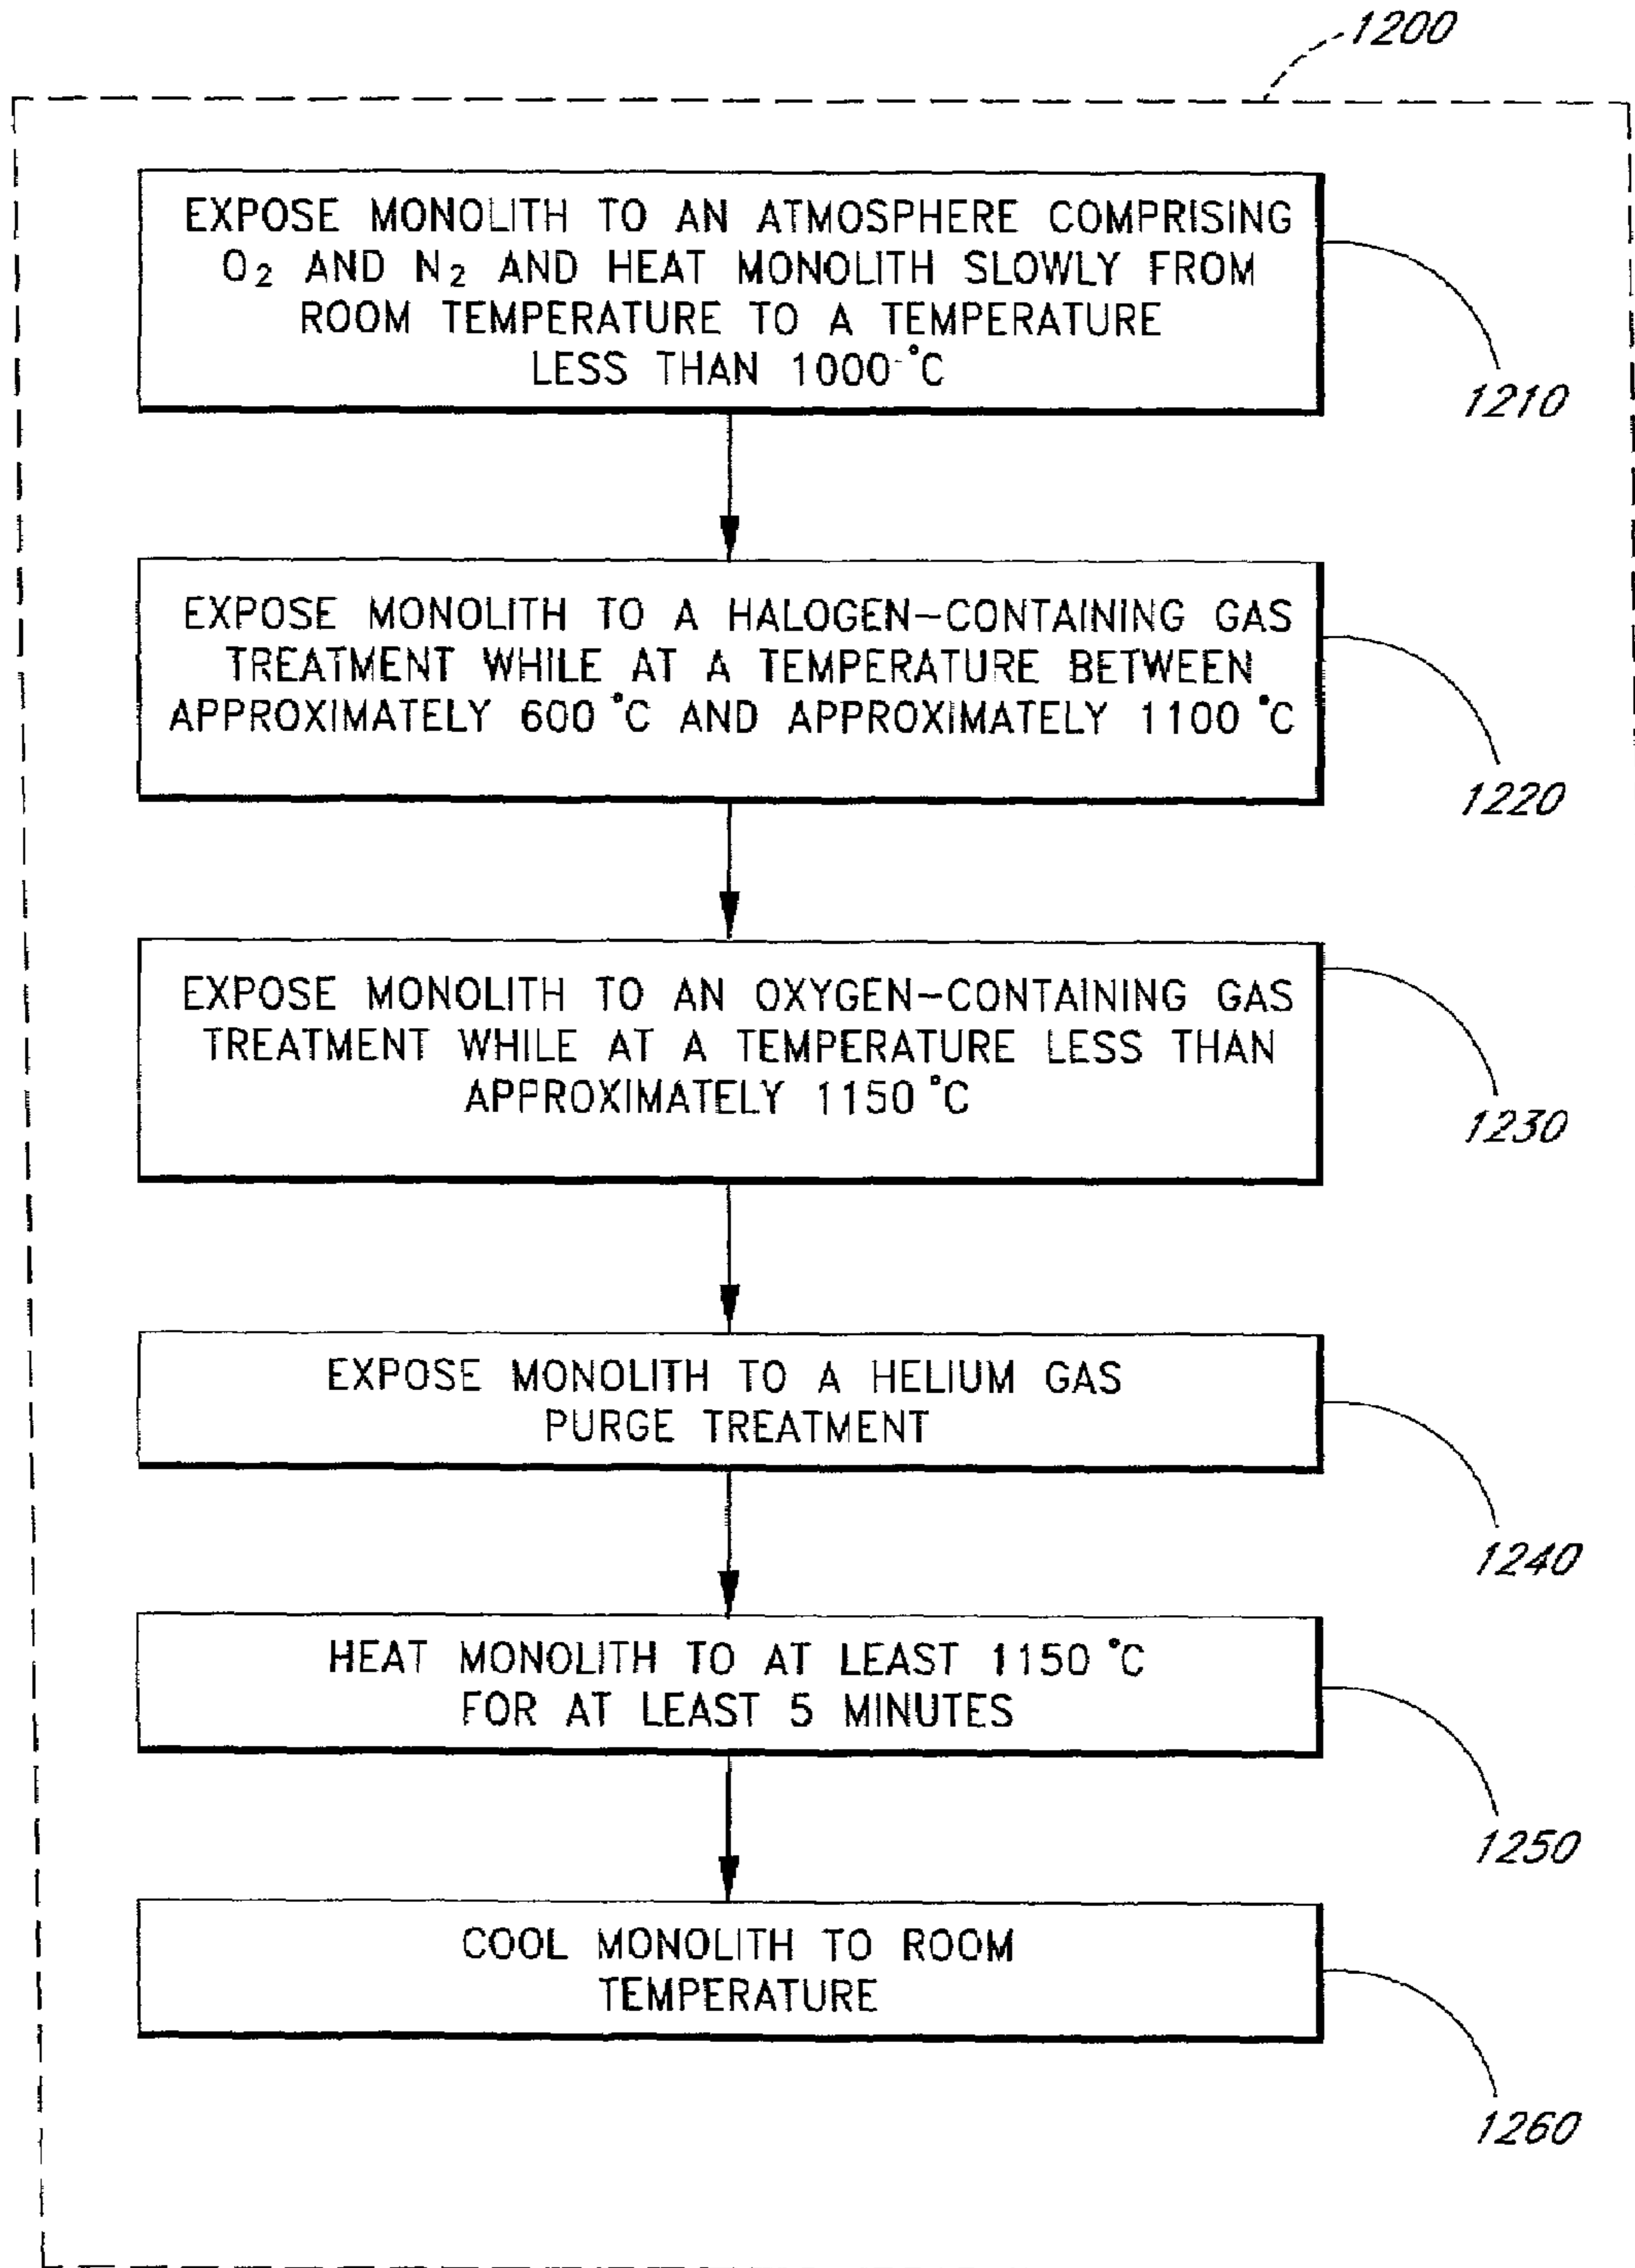 1200
EXPOSE MONOLITH TO AN ATMOSPHERE COMPRISING
O₂ AND N₂ AND HEAT MONOLITH SLOWLY FROM
ROOM TEMPERATURE TO A TEMPERATURE
LESS THAN 1000 °C
1210
EXPOSE MONOLITH TO A HALOGEN-CONTAINING GAS
TREATMENT WHILE AT A TEMPERATURE BETWEEN
APPROXIMATELY 600 °C AND APPROXIMATELY 1100 °C
1220
EXPOSE MONOLITH TO AN OXYGEN-CONTAINING GAS
TREATMENT WHILE AT A TEMPERATURE LESS THAN
APPROXIMATELY 1150 °C
1230
EXPOSE MONOLITH TO A HELIUM GAS
PURGE TREATMENT
1240
HEAT MONOLITH TO AT LEAST 1150 °C
FOR AT LEAST 5 MINUTES
1250
COOL MONOLITH TO ROOM
TEMPERATURE
1260